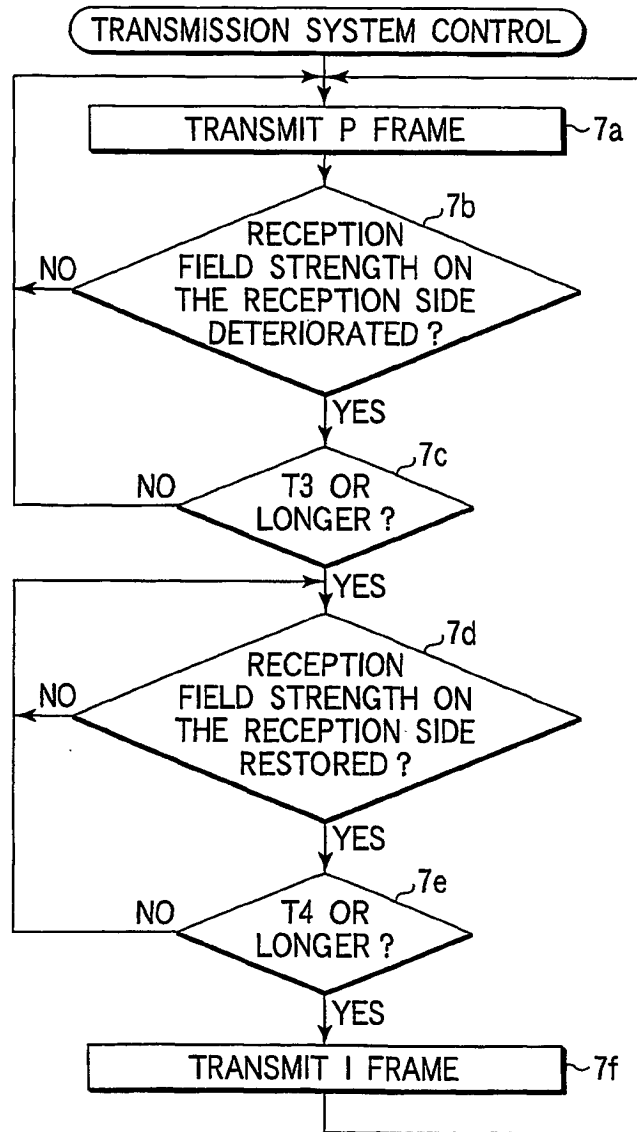 TRANSMISSION SYSTEM CONTROL
TRANSMIT P FRAME
7a
7b
RECEPTION
FIELD STRENGTH ON
THE RECEPTION SIDE
DETERIORATED ?
NO
YES
7c
T3 OR
LONGER ?
NO
YES
7d
RECEPTION
FIELD STRENGTH ON
THE RECEPTION SIDE
RESTORED ?
NO
YES
7e
T4 OR
LONGER ?
NO
YES
TRANSMIT I FRAME
7f